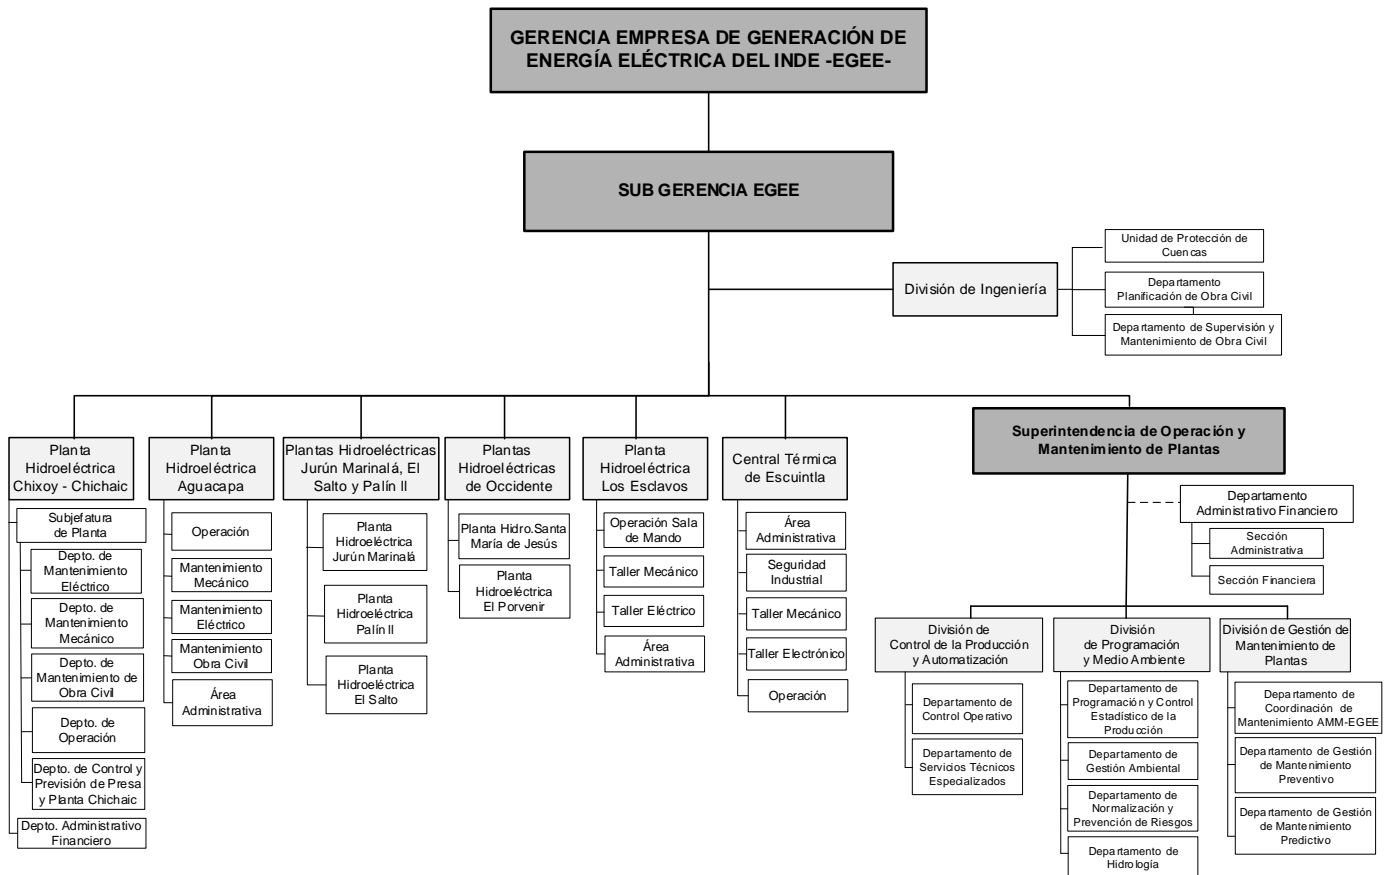 GERENCIA EMPRESA DE GENERACIÓN DE
ENERGÍA ELÉCTRICA DEL INDE -EGEE-
SUB GERENCIA EGEE
División de Ingeniería
Unidad de Protección de
Cuencas
Departamento
Planificación de Obra Civil
Departamento de Supervisión y
Mantenimiento de Obra Civil
Planta
Hidroeléctrica
Chixoy - Chichaic
Subjefatura
de Planta
Depto. de
Mantenimiento
Eléctrico
Depto. de
Mantenimiento
Mecánico
Depto. de
Mantenimiento
de Obra Civil
Depto. de
Operación
Depto. de Control y
Previsión de Presa
y Planta Chichaic
Depto. Administrativo
Financiero
Planta
Hidroeléctrica
Aguacapa
Operación
Mantenimiento
Mecánico
Mantenimiento
Eléctrico
Mantenimiento
Obra Civil
Área
Administrativa
Plantas Hidroeléctricas
Jurún Marinalá, El
Salto y Palín II
Planta
Hidroeléctrica
Jurún Marinalá
Planta
Hidroeléctrica
Palín II
Planta
Hidroeléctrica
El Salto
Plantas
Hidroeléctricas
de Occidente
Planta Hidro.Santa
María de Jesús
Planta
Hidroeléctrica
El Porvenir
Planta
Hidroeléctrica
Los Esclavos
Operación Sala
de Mando
Taller Mecánico
Taller Eléctrico
Área
Administrativa
Central Térmica
de Escuintla
Área
Administrativa
Seguridad
Industrial
Taller Mecánico
Taller Electrónico
Operación
Superintendencia de Operación y
Mantenimiento de Plantas
Departamento
Administrativo Financiero
Sección
Administrativa
Sección Financiera
División de
Control de la Producción
y Automatización
Departamento de
Control Operativo
Departamento de
Servicios Técnicos
Especializados
División
de Programación
y Medio Ambiente
Departamento de
Programación y Control
Estadístico de la
Producción
Departamento de
Gestión Ambiental
Departamento de
Normalización y
Prevención de Riesgos
Departamento de
Hidrología
División de Gestión de
Mantenimiento de
Plantas
Departamento de
Coordinación de
Mantenimiento AMM-EGEE
Departamento de Gestión
de Mantenimiento
Preventivo
Departamento de Gestión
de Mantenimiento
Predictivo